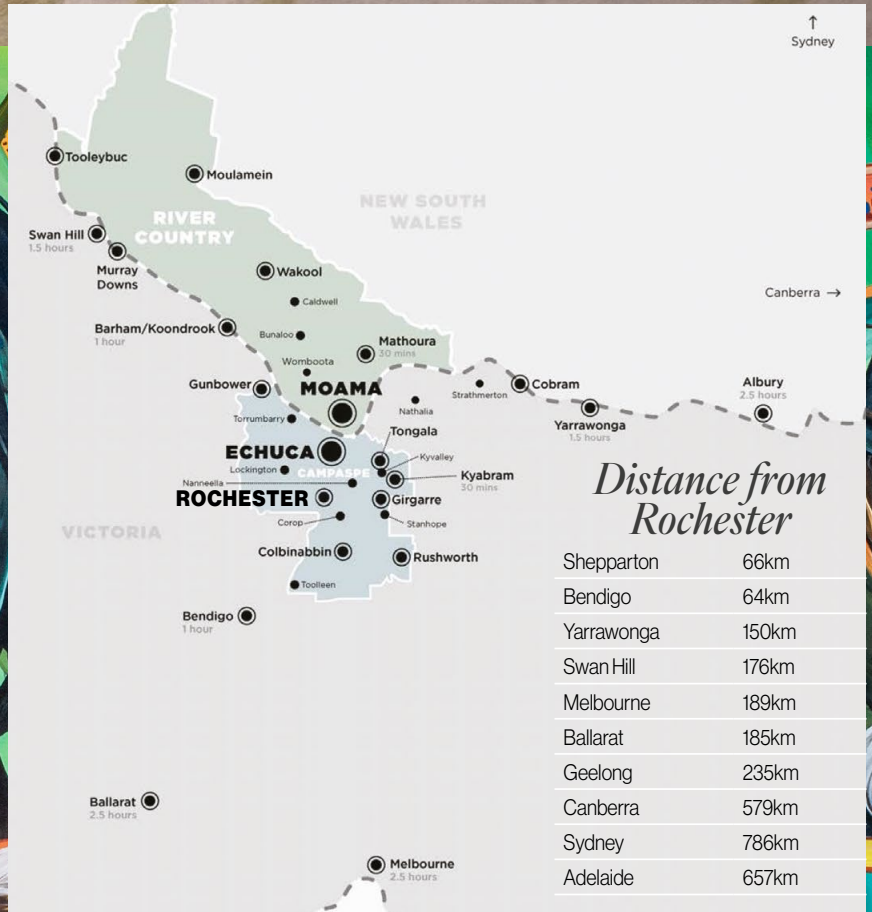 ↑
Sydney
Tooleybuc
Moulamein
NEW SOUTH
WALES
RIVER
COUNTRY
Swan Hill
1.5 hours
Murray
Downs
Wakool
Canberra →
Caldwell
Barham/Koondrook
1 hour
Bunaloo
Mathoura
30 mins
Womboota
Gunbower
MOAMA
Strathmerton
Cobram
Albury
2.5 hours
Nathalia
Yarrawonga
1.5 hours
Torrumbarry
Tongala
ECHUCA
Kyvalley
Lockington
CAMPASPE
Kyabram
30 mins
Nanneella
ROCHESTER
Girgarre
Corop
Stanhope
VICTORIA
Colbinabbin
Rushworth
Toolleen
Bendigo
1 hour
Ballarat
2.5 hours
Melbourne
2.5 hours
Distance from
Rochester
Shepparton 66km
Bendigo 64km
Yarrawonga 150km
Swan Hill 176km
Melbourne 189km
Ballarat 185km
Geelong 235km
Canberra 579km
Sydney 786km
Adelaide 657km